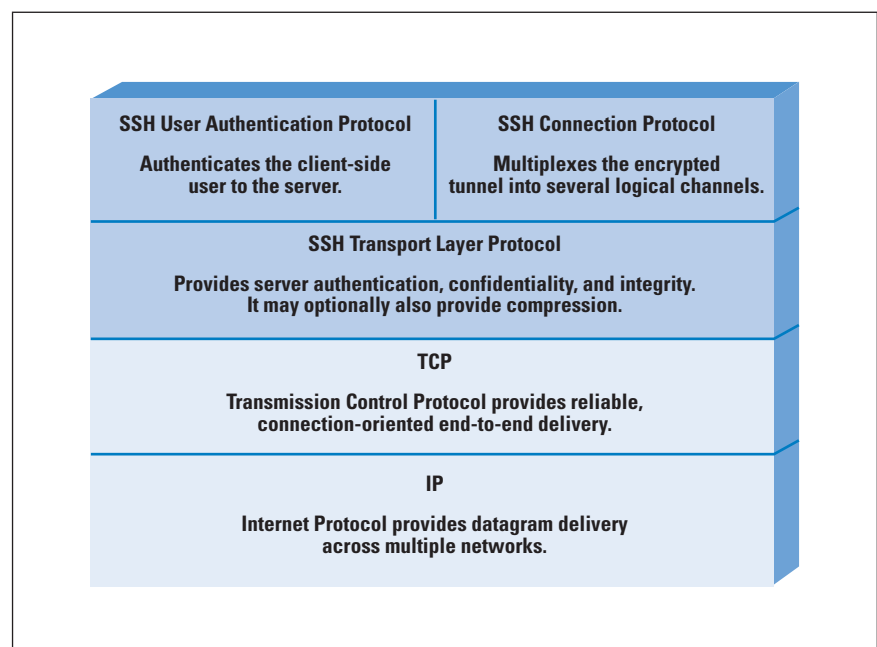 SSH User Authentication Protocol
Authenticates the client-side
user to the server.
SSH Connection Protocol
Multiplexes the encrypted
tunnel into several logical channels.
SSH Transport Layer Protocol
Provides server authentication, confidentiality, and integrity.
It may optionally also provide compression.
TCP
Transmission Control Protocol provides reliable,
connection-oriented end-to-end delivery.
IP
Internet Protocol provides datagram delivery
across multiple networks.